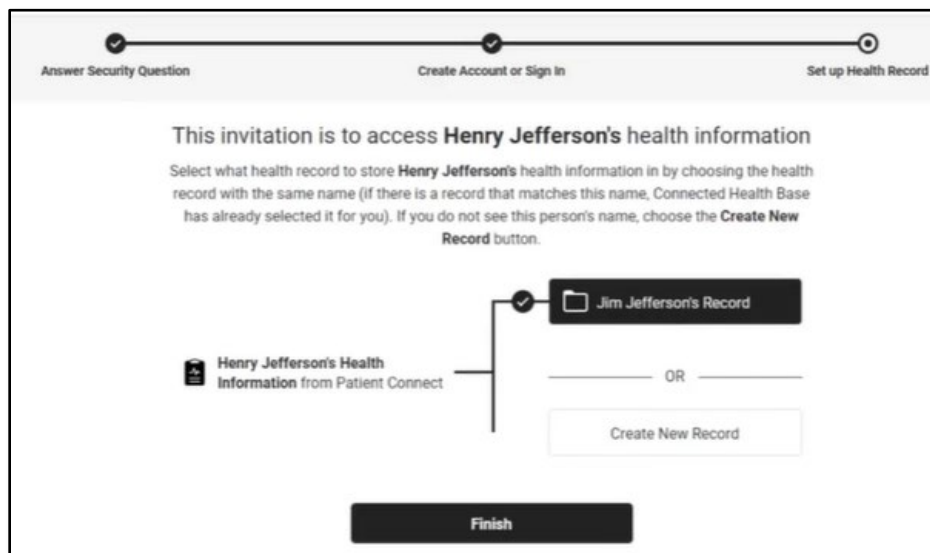 Answer Security Question
Create Account or Sign In
Set up Health Record
This invitation is to access Henry Jefferson's health information
Select what health record to store Henry Jefferson's health information in by choosing the health
record with the same name (if there is a record that matches this name, Connected Health Base
has already selected it for you). If you do not see this person's name, choose the Create New
Record button.
Jim Jefferson's Record
Henry Jefferson's Health
Information from Patient Connect
OR
Create New Record
Finish